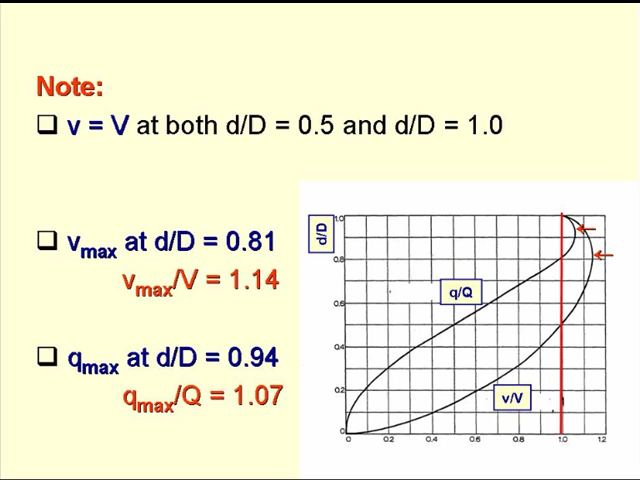 Note:
❑ v = V at both d/D = 0.5 and d/D = 1.0
❑ vmax at d/D = 0.81
vmax/V = 1.14
❑ qmax at d/D = 0.94
qmax/Q = 1.07
d/D
1.0
0.8
0.6
0.4
0.2
0
q/Q
v/V
0 0.2 0.4 0.6 0.8 1.0 1.2